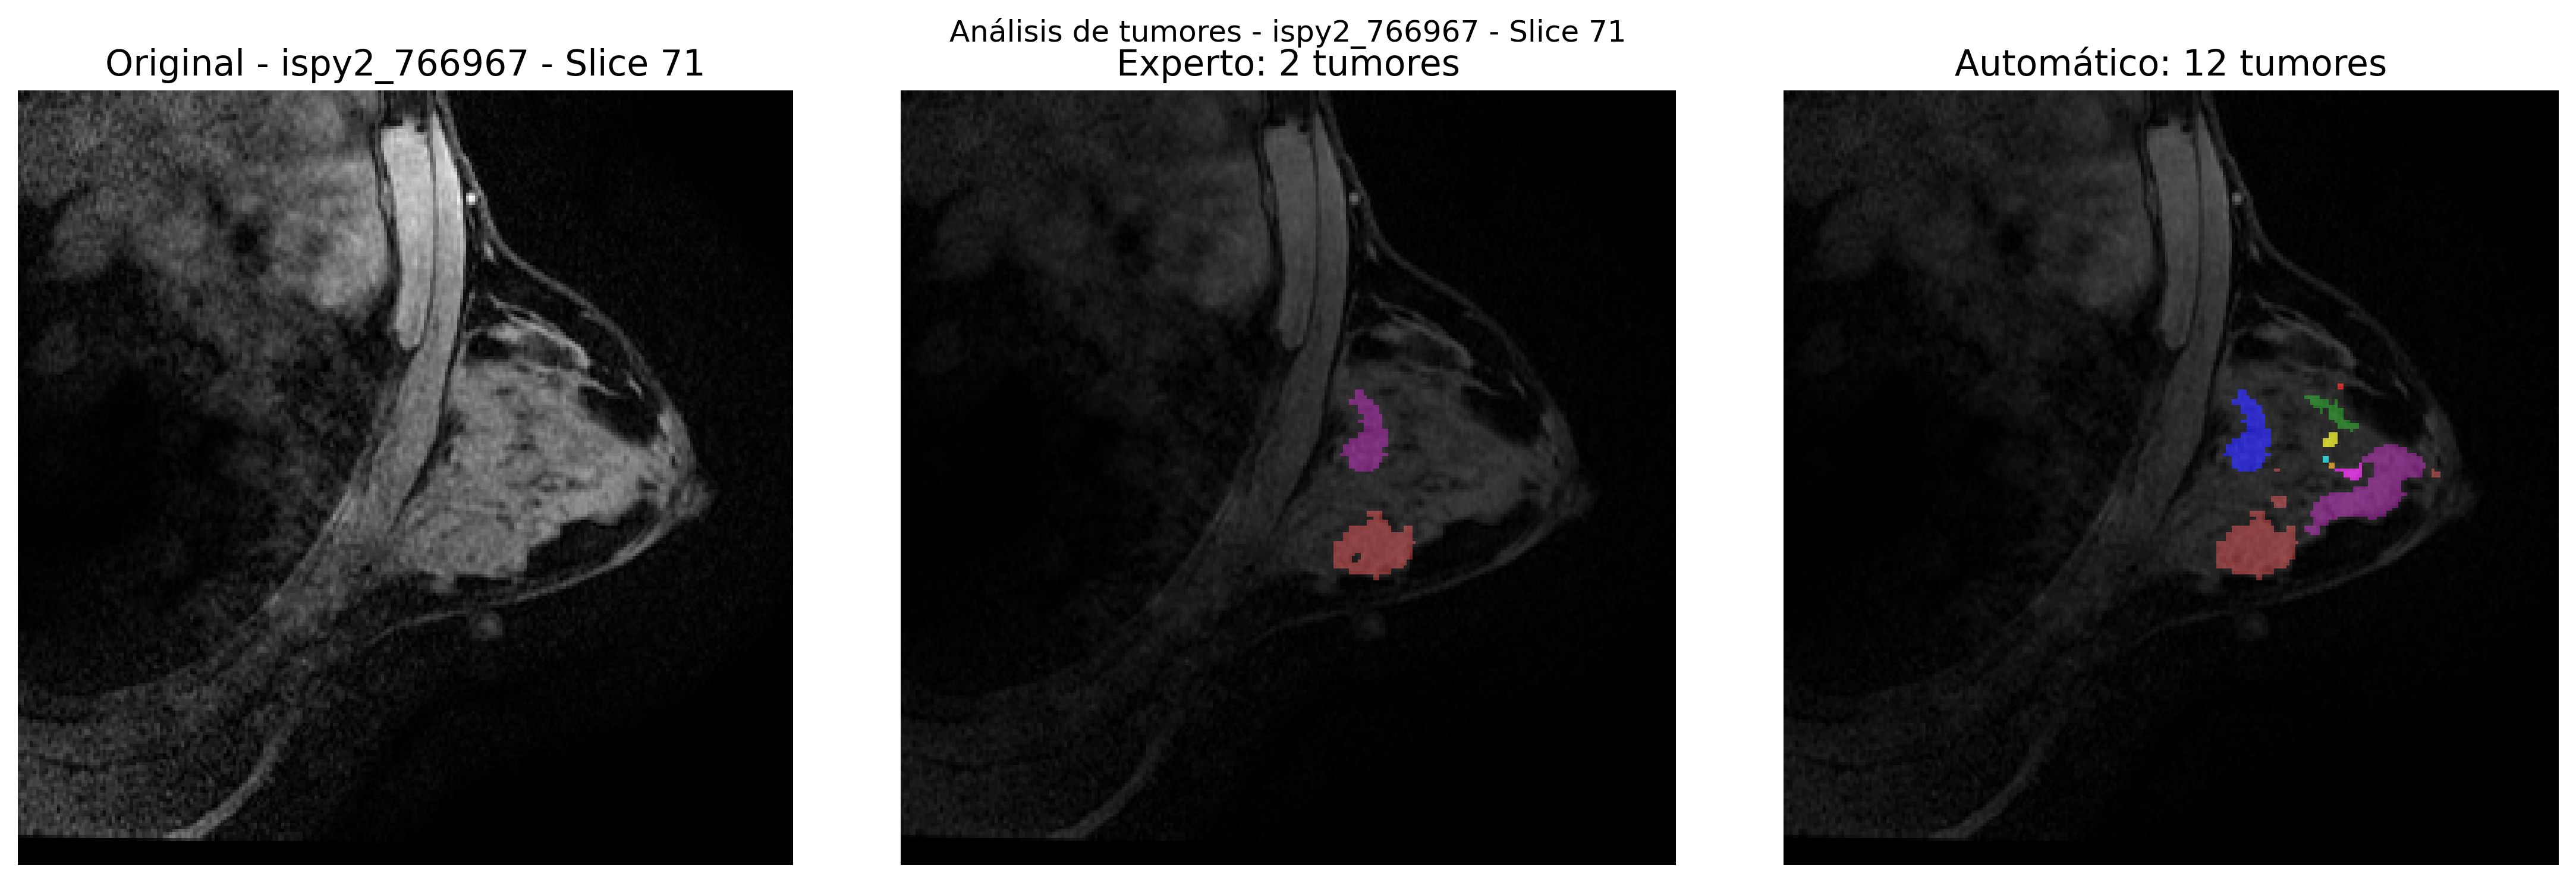 Análisis de tumores - ispy2_766967 - Slice 71
Original - ispy2_766967 - Slice 71
Experto: 2 tumores
Automático: 12 tumores